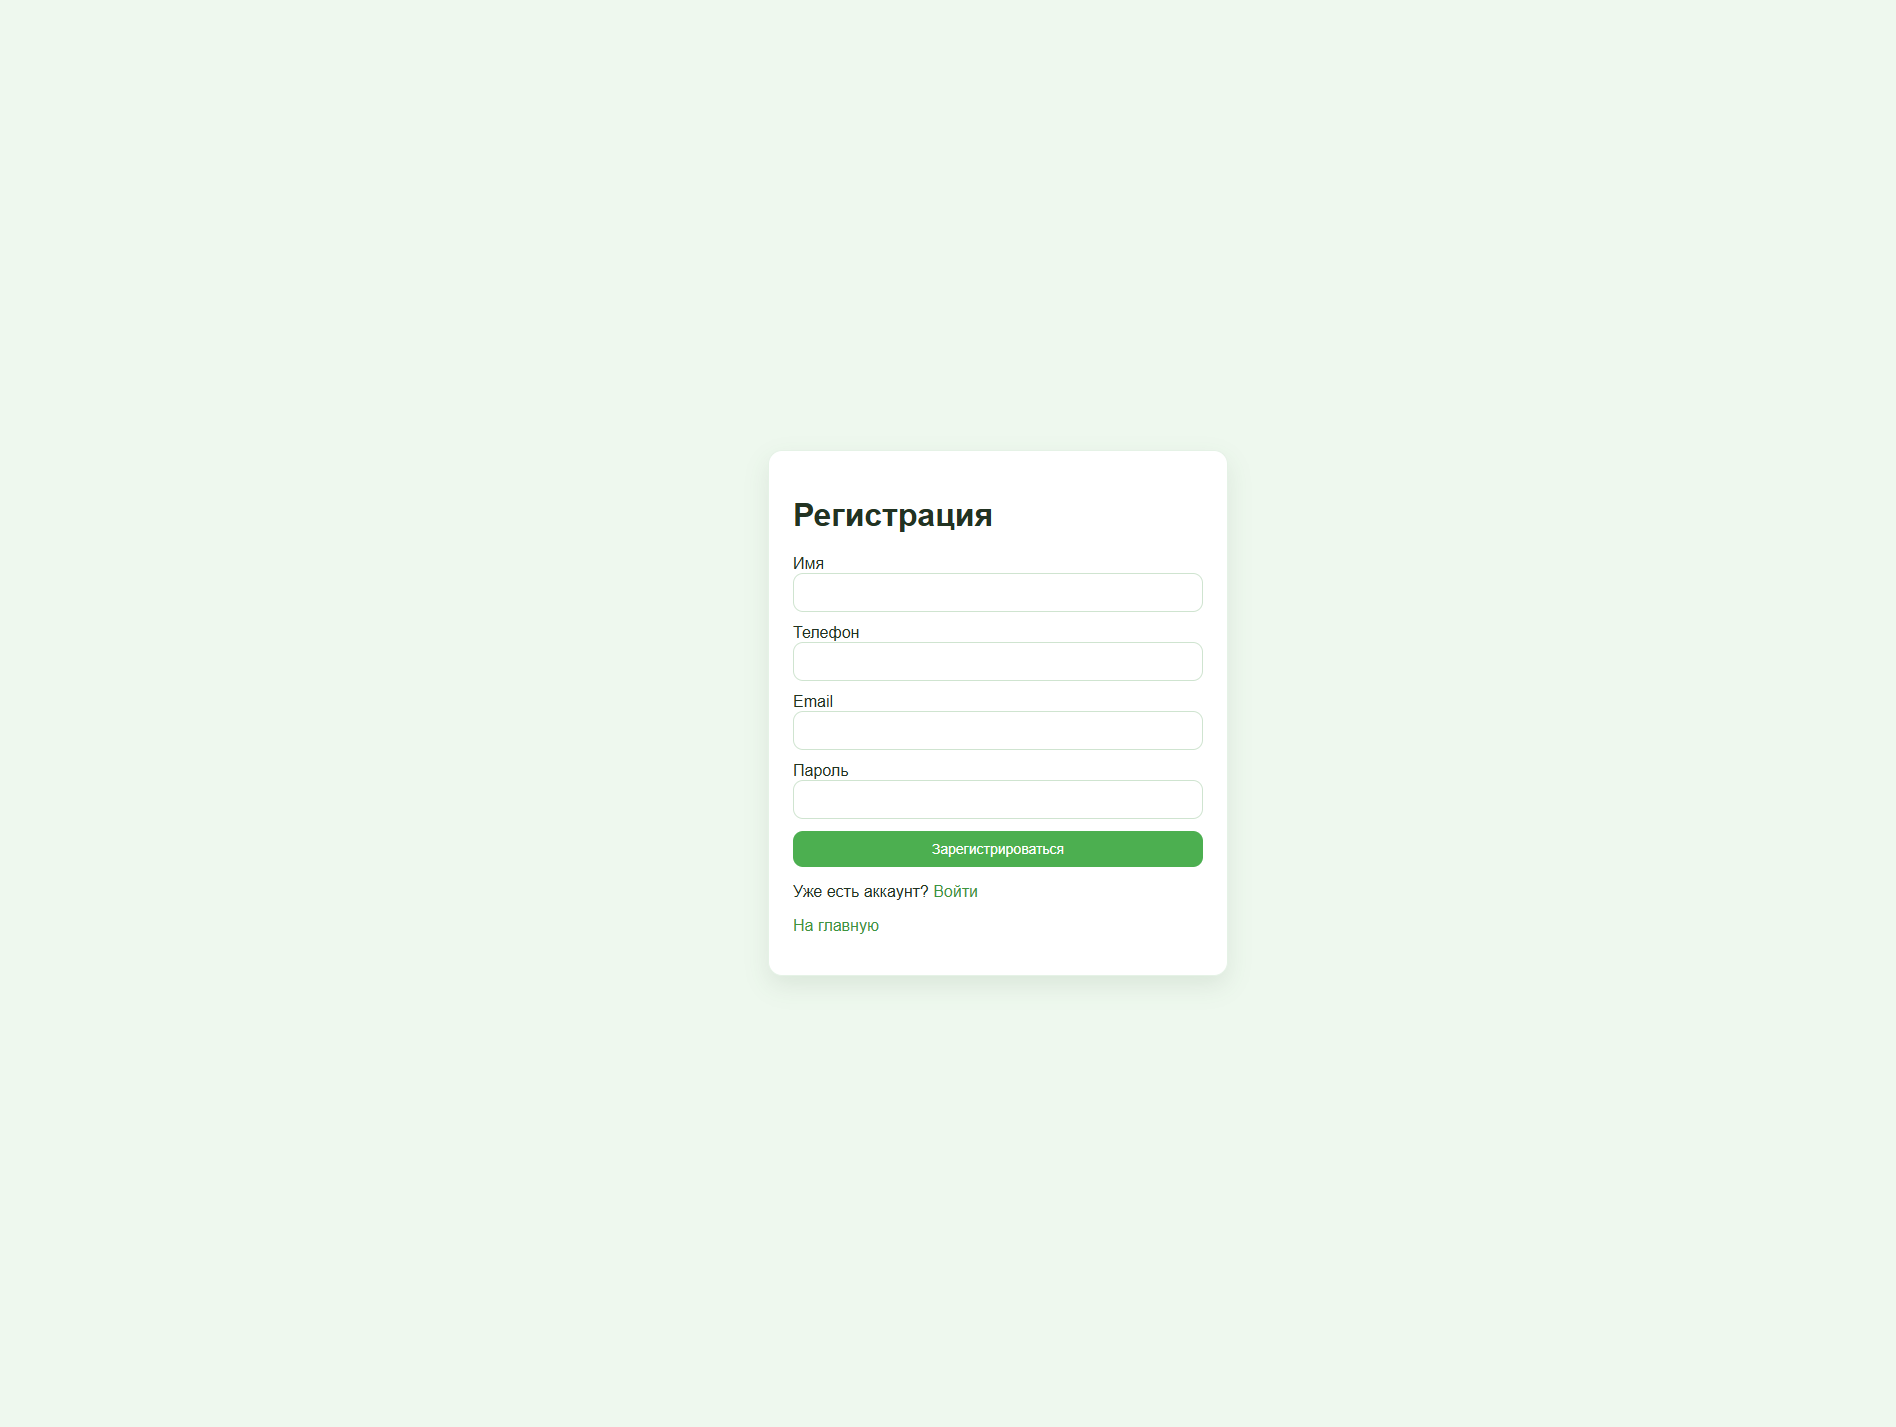 Регистрация
Имя
Телефон
Email
Пароль
Зарегистрироваться
Уже есть аккаунт? Войти
На главную